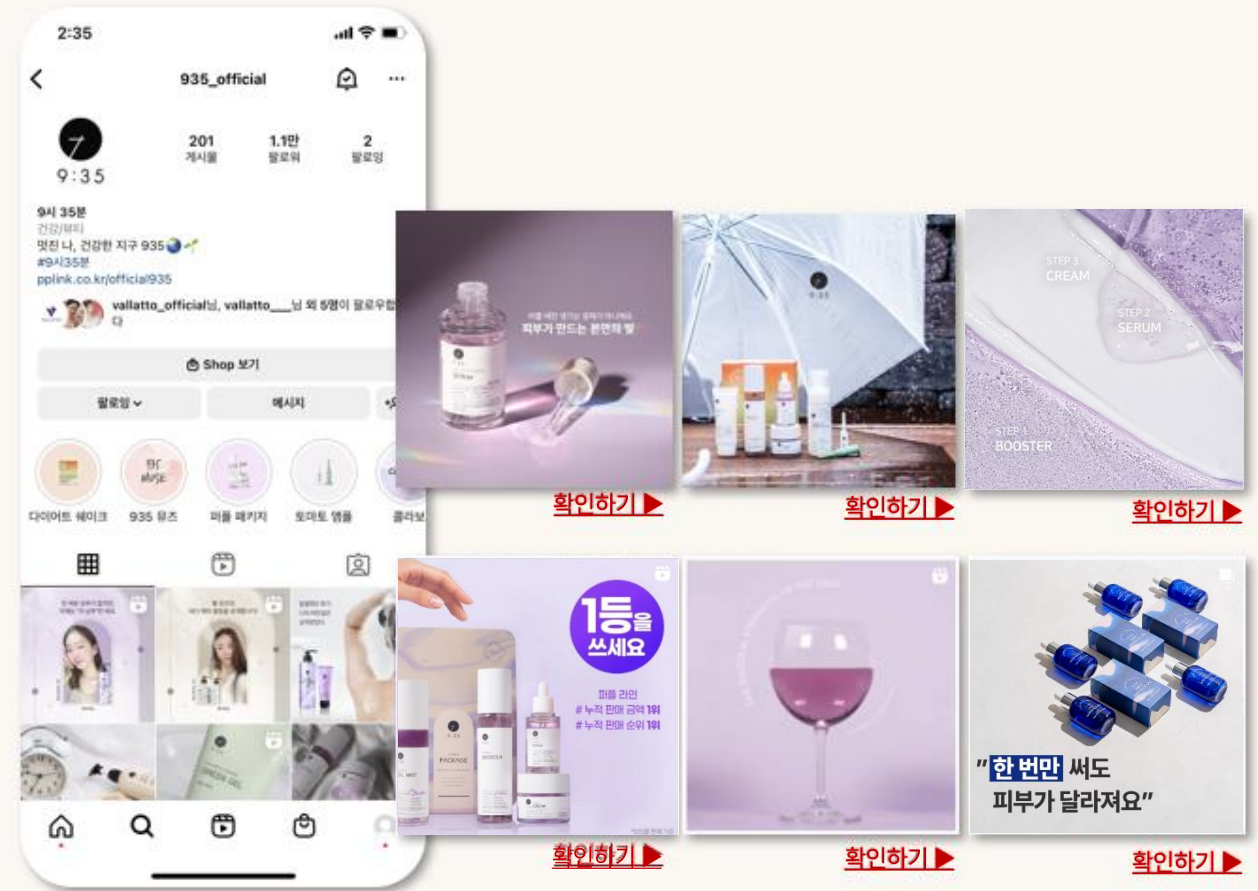 2:35
935_official
201
게시물
1.1만
팔로워
2
팔로잉
9:35
9시 35분
건강/뷰티
멋진 나, 건강한 지구 935🌏🌱
#9시35분
pplink.co.kr/official935
vallatto_official님, vallatto___님 외 5명이 팔로우합
다
Shop 보기
팔로잉
메시지
다이어트 쉐이크
935 뮤즈
퍼플 패키지
토마토 앰플
콜라보
피부가 만드는 본연의 빛
SERUM
확인하기 ▶
9:35
확인하기 ▶
STEP 3
CREAM
STEP 2
SERUM
STEP 1
BOOSTER
확인하기 ▶
1등을
쓰세요
퍼플 라인
# 누적 판매 금액 1위
# 누적 판매 순위 1위
9:35
PACKAGE
확인하기 ▶
확인하기 ▶
"한 번만 써도
피부가 달라져요"
확인하기 ▶